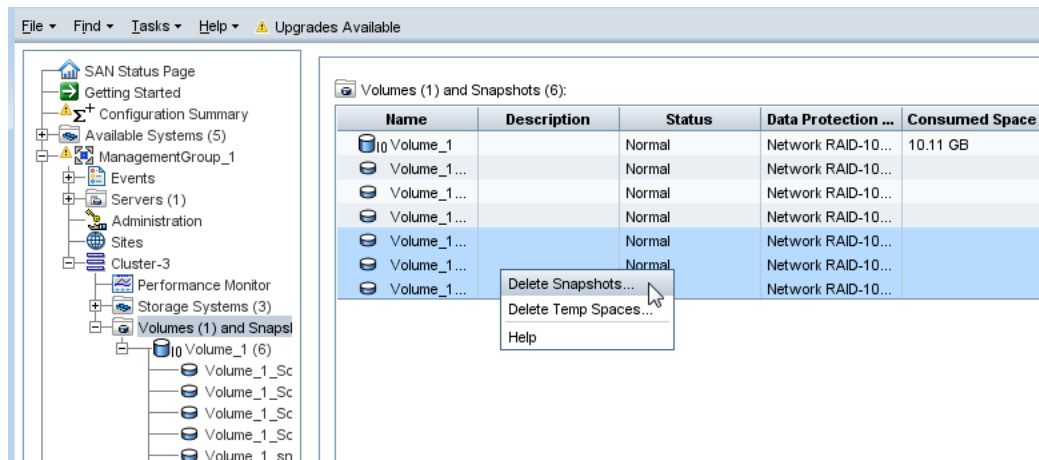 File Find Tasks Help Upgrades Available
SAN Status Page
Getting Started
Configuration Summary
Available Systems (5)
ManagementGroup_1
Events
Servers (1)
Administration
Sites
Cluster-3
Performance Monitor
Storage Systems (3)
Volumes (1) and Snapsl
Volume_1 (6)
Volume_1_Sc
Volume_1_Sc
Volume_1_Sc
Volume_1_Sc
Volume_1_sn
Volumes (1) and Snapshots (6):
Name Description Status Data Protection ... Consumed Space
Volume_1 Normal Network RAID-10... 10.11 GB
Volume_1... Normal Network RAID-10...
Volume_1... Normal Network RAID-10...
Volume_1... Normal Network RAID-10...
Volume_1... Normal Network RAID-10...
Volume_1... Normal Network RAID-10...
Volume_1... Network RAID-10...
Delete Snapshots...
Delete Temp Spaces...
Help